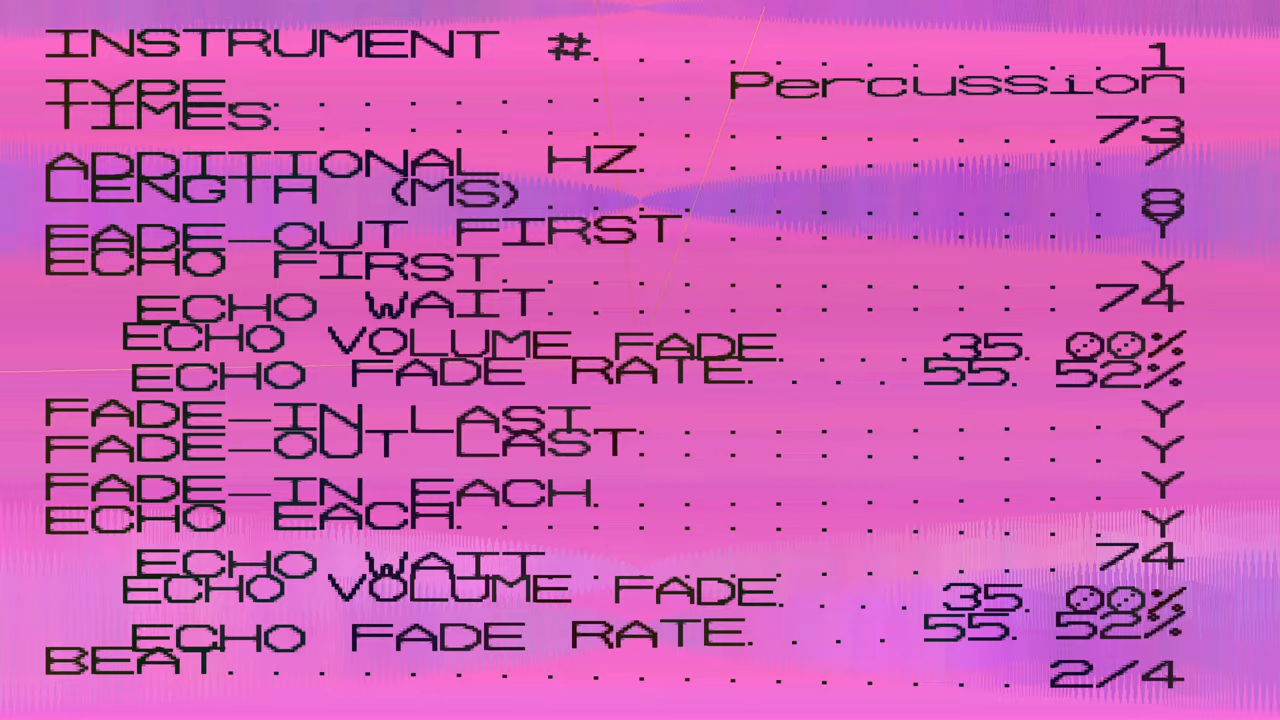 INSTRUMENT #. . . . . . . . . . . . 1
TYPE. . . . . . . . . . Percussion
TIMES. . . . . . . . . . . . . . . . . . . 73
ADDITIONAL HZ. . . . . . . . . . . 7
LENGTH (MS). . . . . . . . . . . . . 8
FADE-OUT FIRST. . . . . . . . . . Y
ECHO FIRST. . . . . . . . . . . . . . Y
ECHO WAIT. . . . . . . . . . . . . 74
ECHO VOLUME FADE. . . . 35. 00%
ECHO FADE RATE. . . . 55. 52%
FADE-IN LAST. . . . . . . . . . . . Y
FADE-OUT LAST. . . . . . . . . . . Y
FADE-IN EACH. . . . . . . . . . . . Y
ECHO EACH. . . . . . . . . . . . . . . Y
ECHO WAIT. . . . . . . . . . . . . 74
ECHO VOLUME FADE. . . . 35. 00%
ECHO FADE RATE. . . . 55. 52%
BEAT. . . . . . . . . . . . . . . . . . 2/4